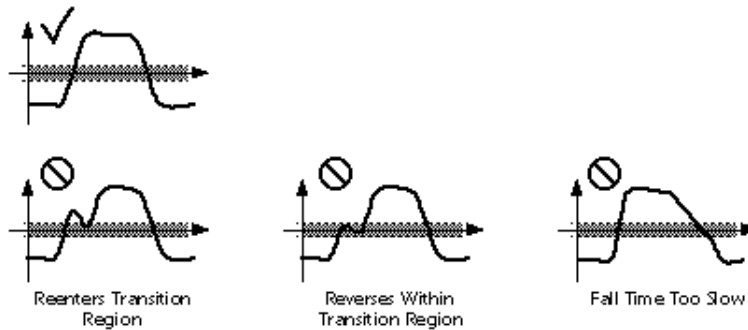 Reenters Transition
Region
Reverses Within
Transition Region
Fall Time Too Slow